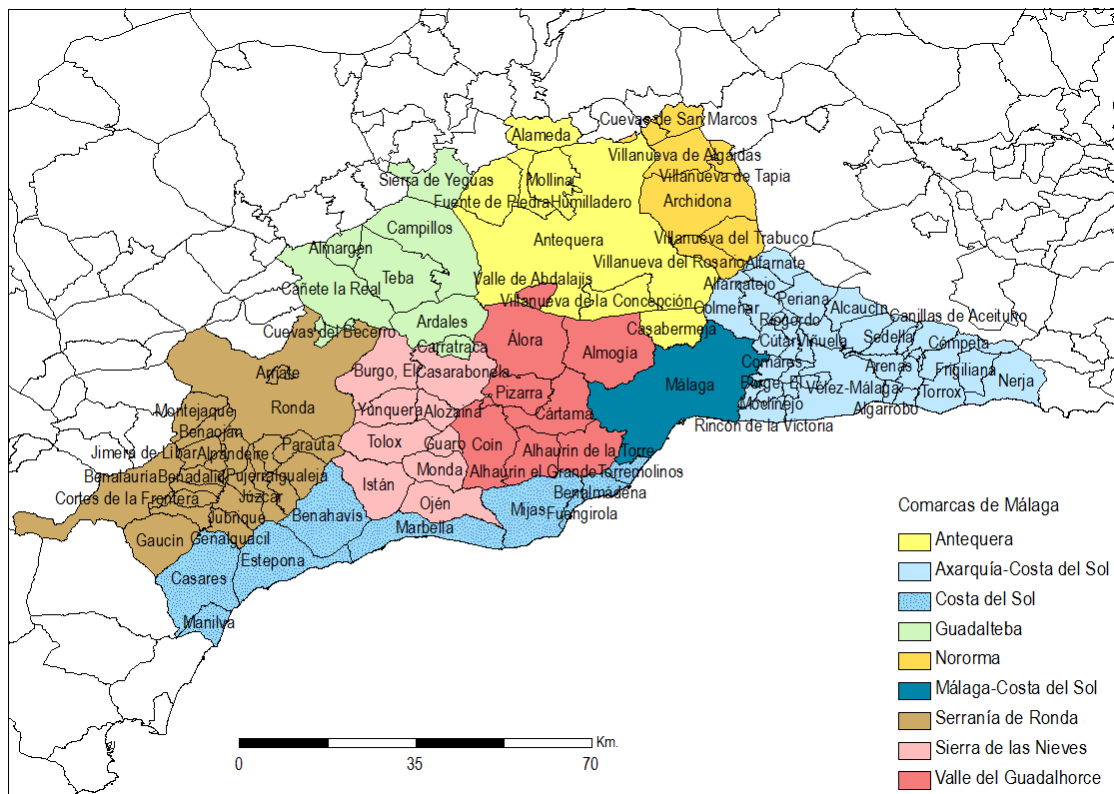 Cuevas de San Marcos
Alameda
Villanueva de Algaidas
Sierra de Yeguas
Mollina
Villanueva de Tapia
Fuente de Piedra
Humilladero
Archidona
Campillos
Almargen
Antequera
Villanueva del Trabuco
Teba
Villanueva del Rosario
Alfarnate
Valle de Abdalajís
Alfarnatejo
Cañete la Real
Villanueva de la Concepción
Periana
Colmenar
Alcaucín
Canillas de Aceituno
Ardales
Riogordo
Cuevas del Becerro
Casabermeja
Sedella
Carratraca
Álora
Cútar
Viñuela
Cómpeta
Almogía
Comares
Arenas
Arriate
Burgo, El
Casarabonela
Málaga
Frigiliana
Nerja
Pizarra
Borge, El
Vélez-Málaga
Torrox
Ronda
Yunquera
Alozaina
Cártama
Moclinejo
Algarrobo
Montejaque
Rincón de la Victoria
Benaoján
Parauta
Tolox
Guaro
Coin
Alhaurín de la Torre
Jimera de Líbar
Alpandeire
Monda
Alhaurín el Grande
Torremolinos
Benalauría
Benadalid
Pujerra
Igualeja
Istán
Benalmádena
Cortes de la Frontera
Júzcar
Ojén
Mijas
Fuengirola
Jubrique
Benahavís
Marbella
Gaucín
Genalguacil
Estepona
Casares
Manilva
Comarcas de Málaga
Antequera
Axarquía-Costa del Sol
Costa del Sol
Guadalteba
Nororma
Málaga-Costa del Sol
Serranía de Ronda
Sierra de las Nieves
Valle del Guadalhorce
Km.
0 35 70